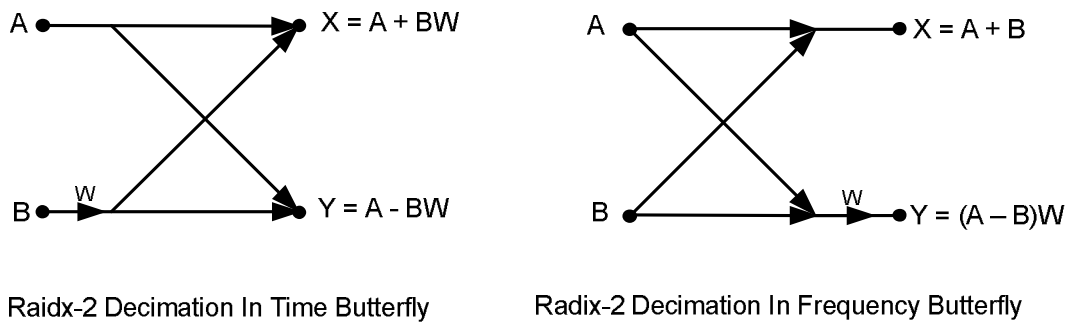 A
X = A + BW
W
B
Y = A - BW
Raidx-2 Decimation In Time Butterfly
A
X = A + B
B
W
Y = (A – B)W
Radix-2 Decimation In Frequency Butterfly